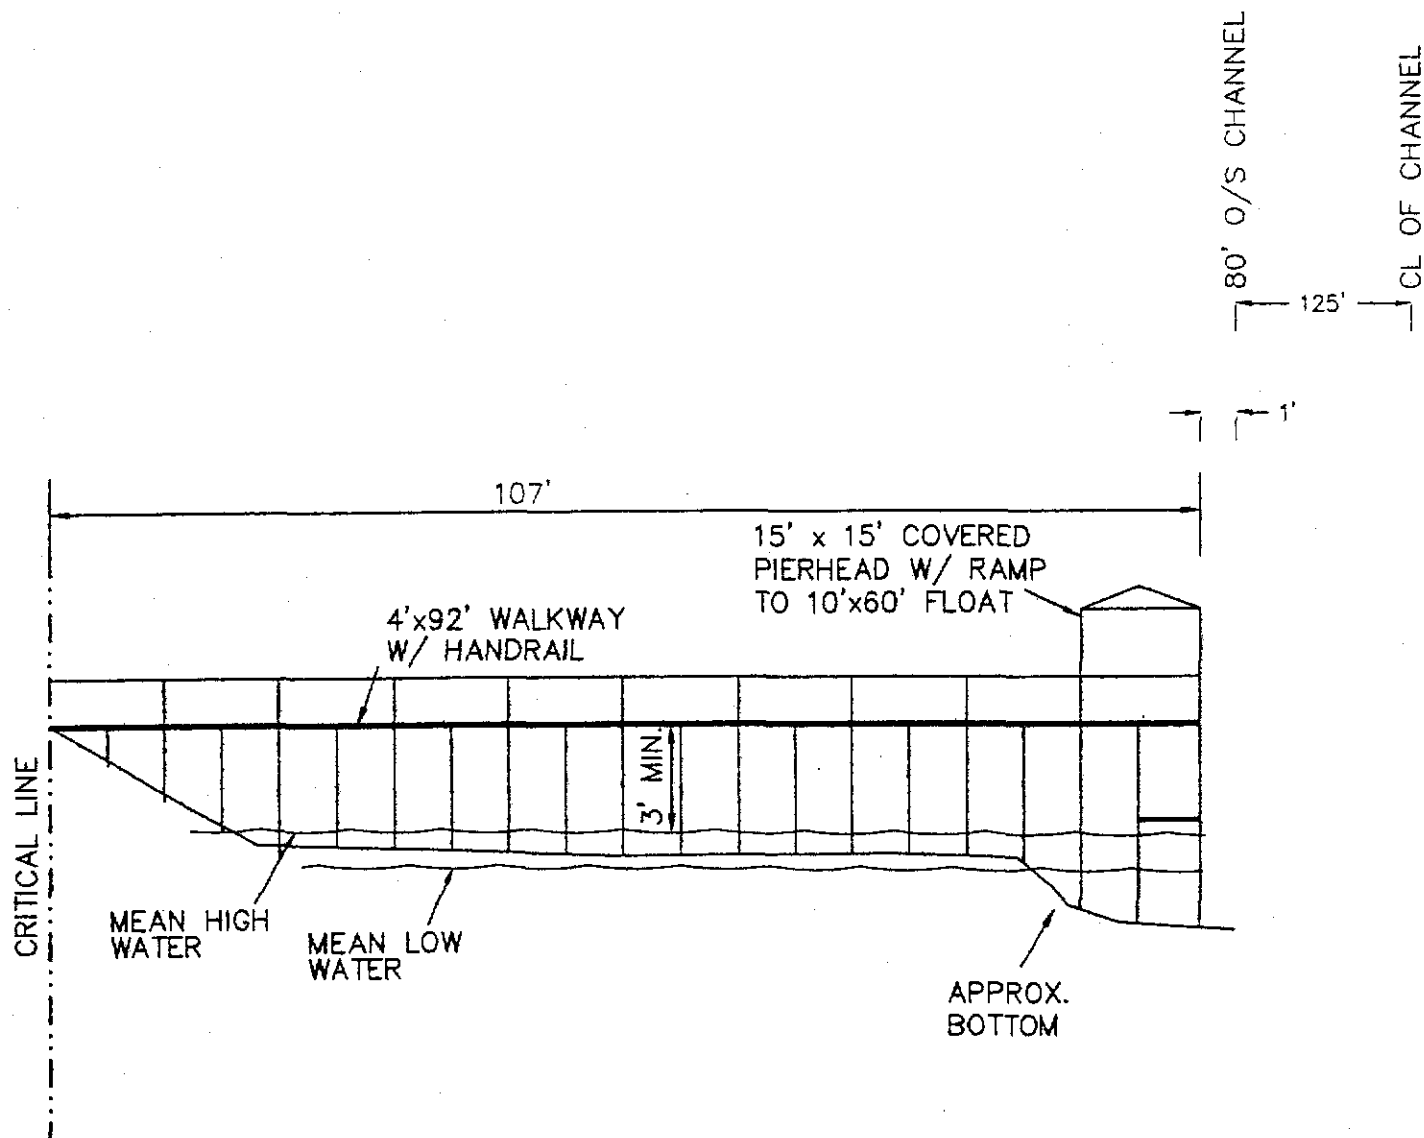 80' O/S CHANNEL
CL OF CHANNEL
125'
1'
107'
15' x 15' COVERED
PIERHEAD W/ RAMP
TO 10'x60' FLOAT
4'x92' WALKWAY
W/ HANDRAIL
3' MIN.
CRITICAL LINE
MEAN HIGH
WATER
MEAN LOW
WATER
APPROX.
BOTTOM